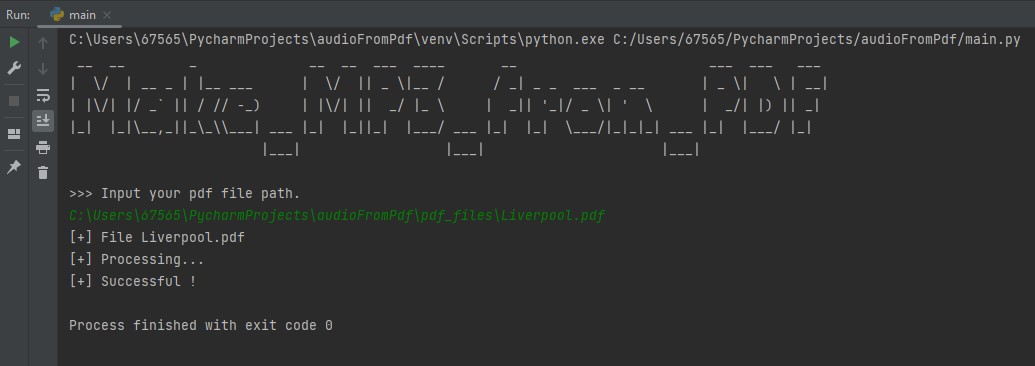 Run: main
C:\Users\67565\PycharmProjects\audioFromPdf\venv\Scripts\python.exe C:/Users/67565/PycharmProjects/audioFromPdf/main.py
Make_MP3_from_PDF
>>> Input your pdf file path.
C:\Users\67565\PycharmProjects\audioFromPdf\pdf_files\Liverpool.pdf
[+] File Liverpool.pdf
[+] Processing...
[+] Successful !
Process finished with exit code 0